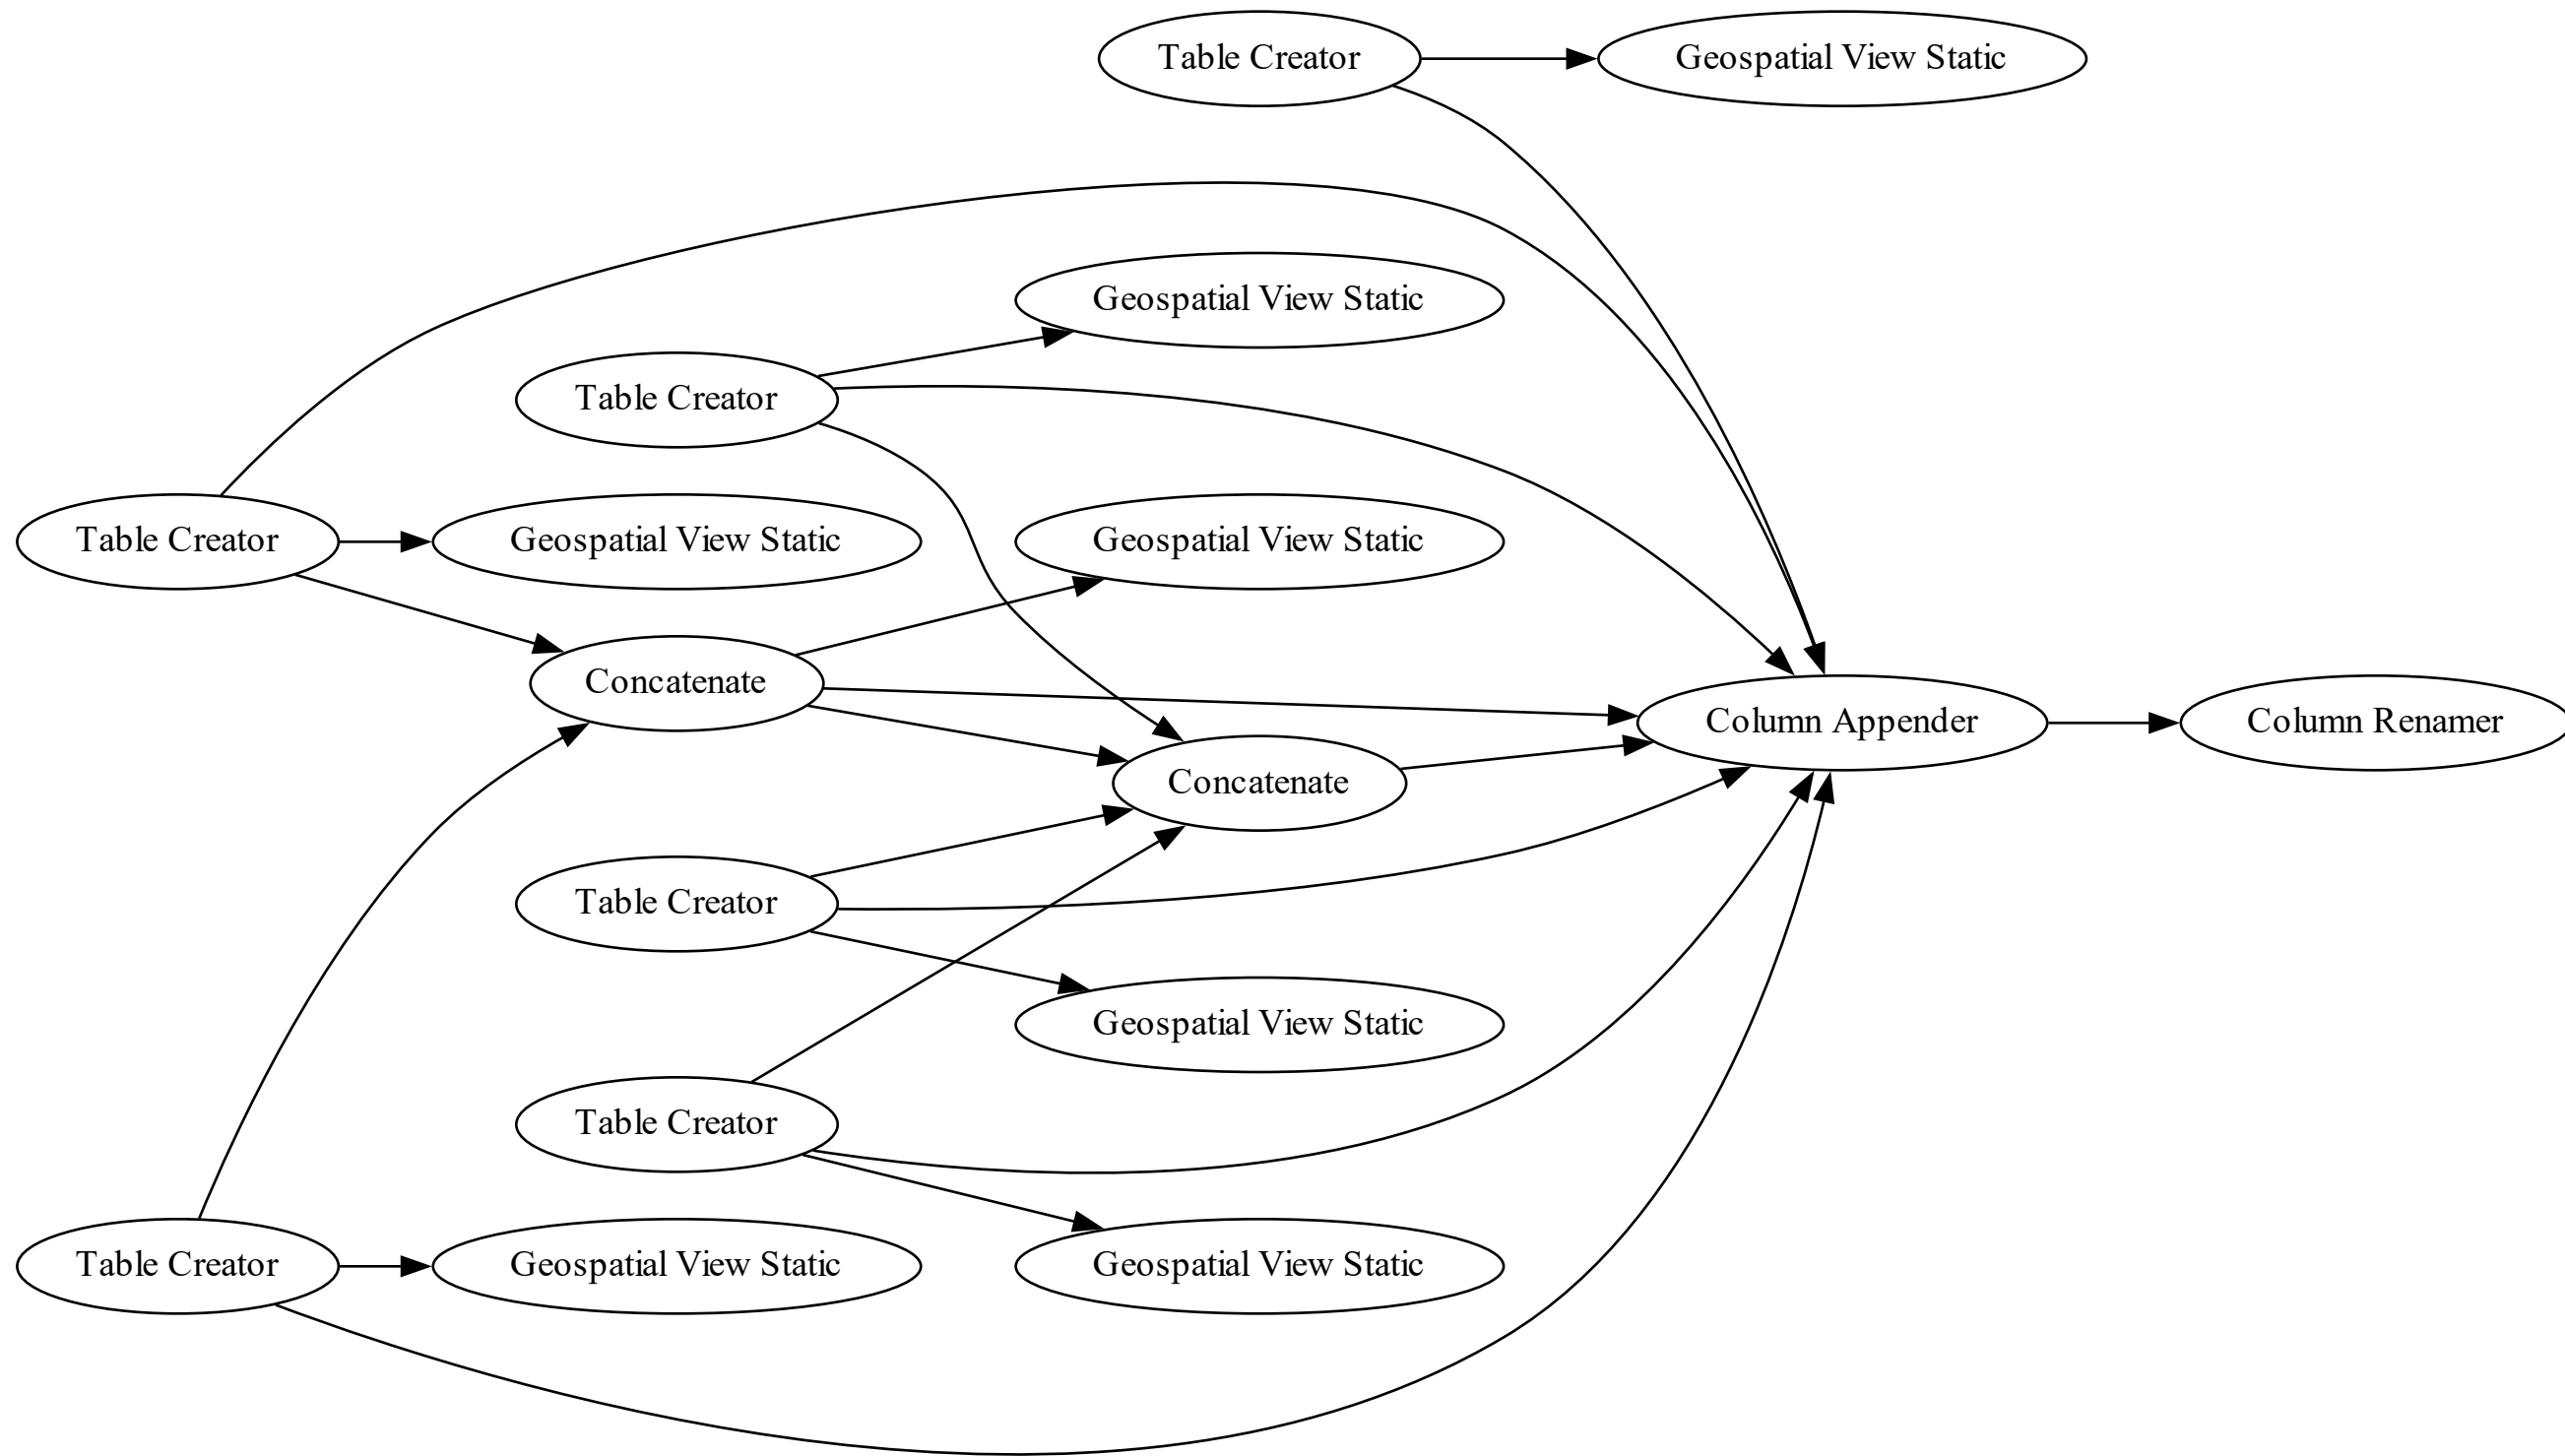 Table Creator
Geospatial View Static
Geospatial View Static
Table Creator
Table Creator
Geospatial View Static
Geospatial View Static
Concatenate
Column Appender
Column Renamer
Concatenate
Table Creator
Geospatial View Static
Table Creator
Table Creator
Geospatial View Static
Geospatial View Static